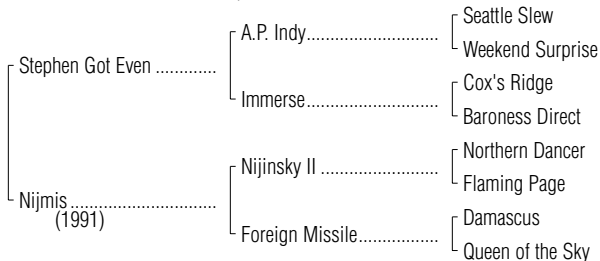 Seattle Slew
A.P. Indy..............................
Weekend Surprise
Stephen Got Even .............
Cox's Ridge
Immerse..............................
Baroness Direct
Northern Dancer
Nijinsky II ...........................
Flaming Page
Nijmis................................
(1991)
Damascus
Foreign Missile..................
Queen of the Sky